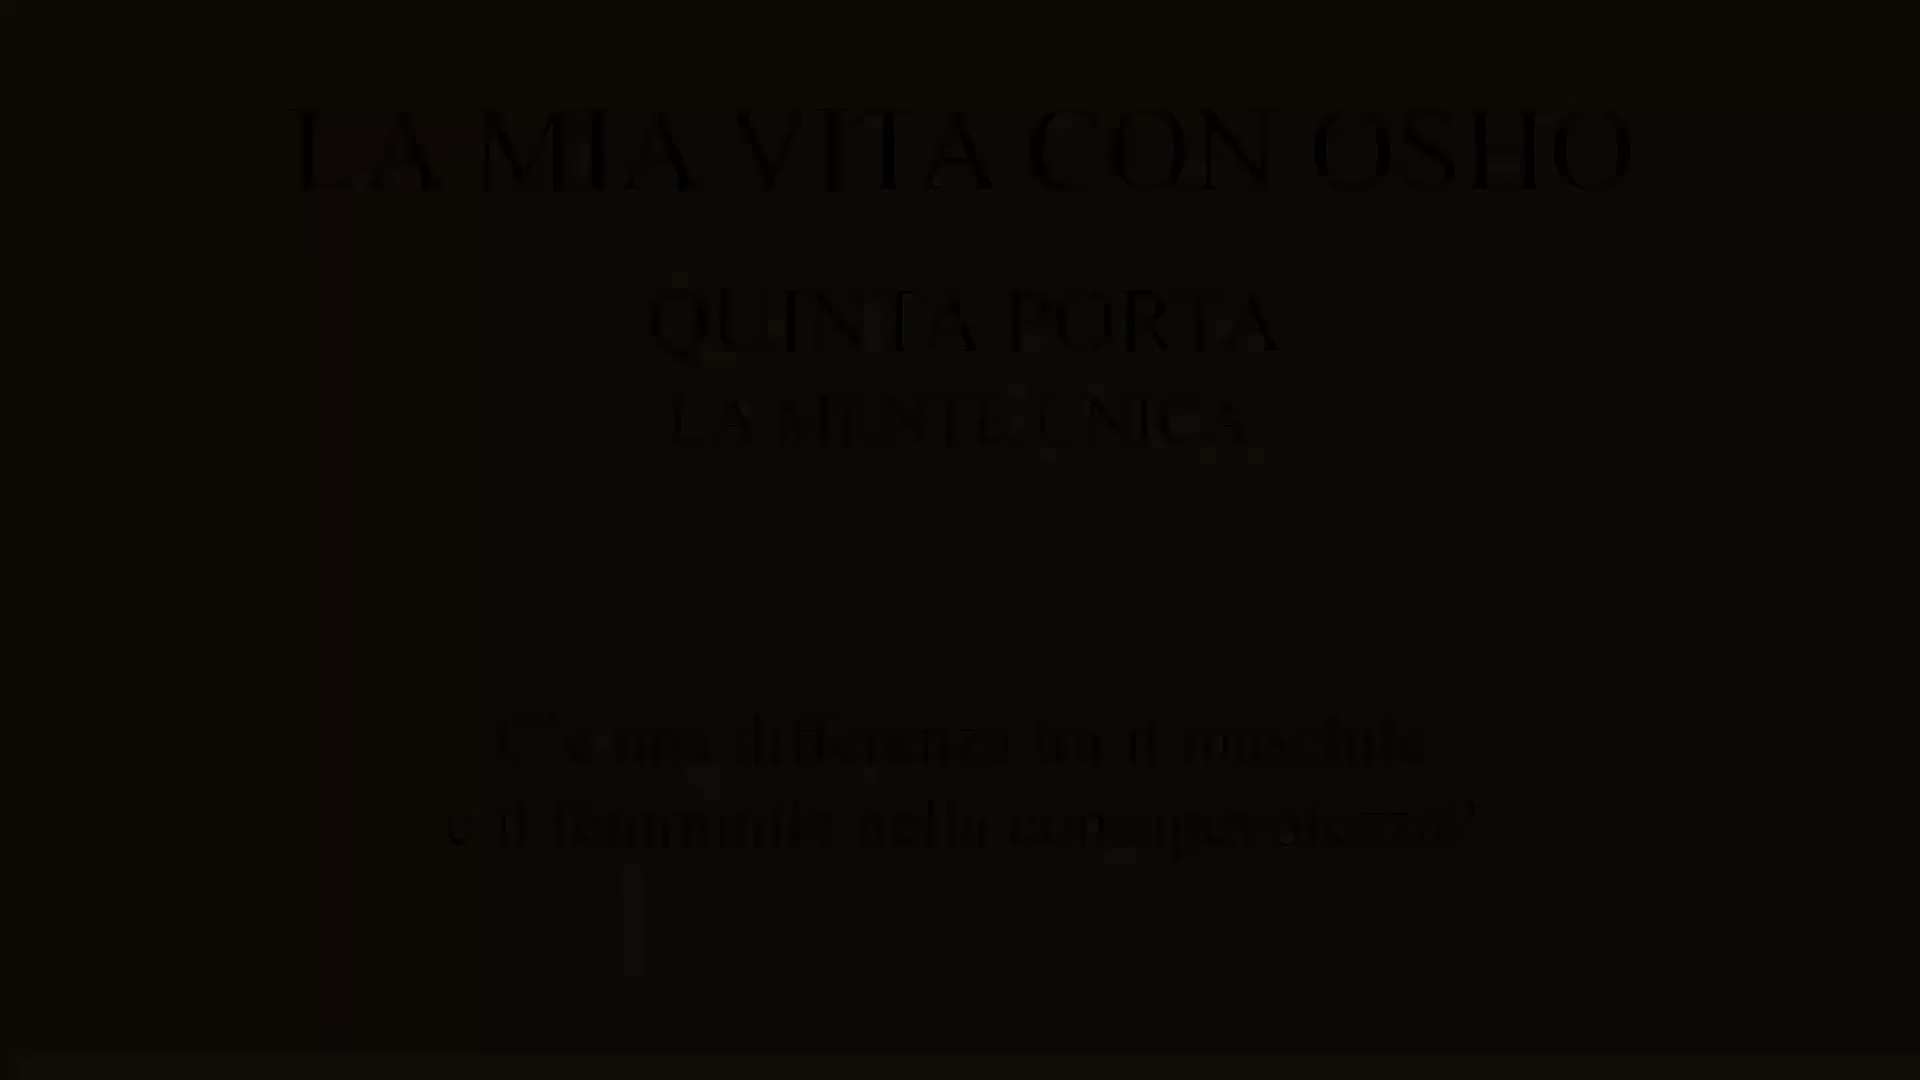 LA MIA VITA CON OSHO
QUINTA PORTA
LA MENTE UNICA
C'è una differenza tra il maschile
e il femminile nella consapevolezza?